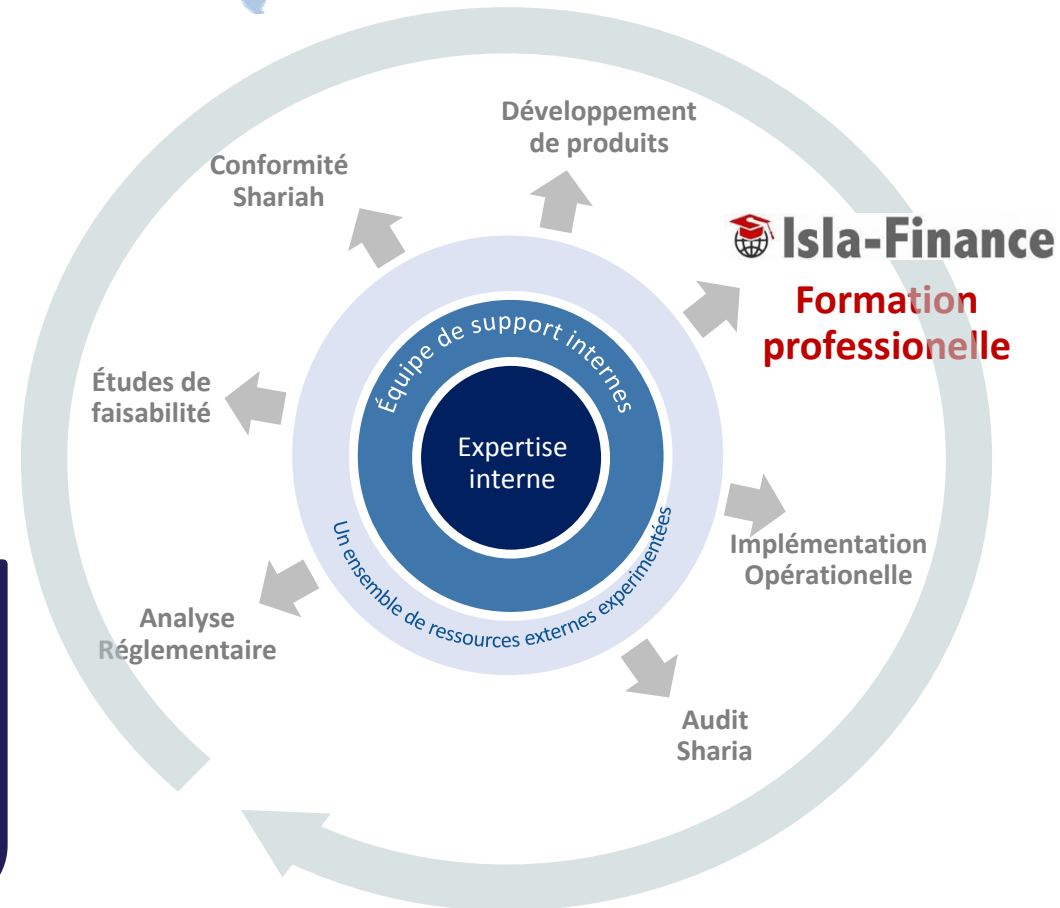 Développement
de produits
Conformité
Shariah
Isla-Finance
Formation
professionelle
Équipe de support internes
Études de
faisabilité
Expertise
interne
Un ensemble de ressources externes experimentées
Implémentation
Opérationelle
Analyse
Réglementaire
Audit
Sharia